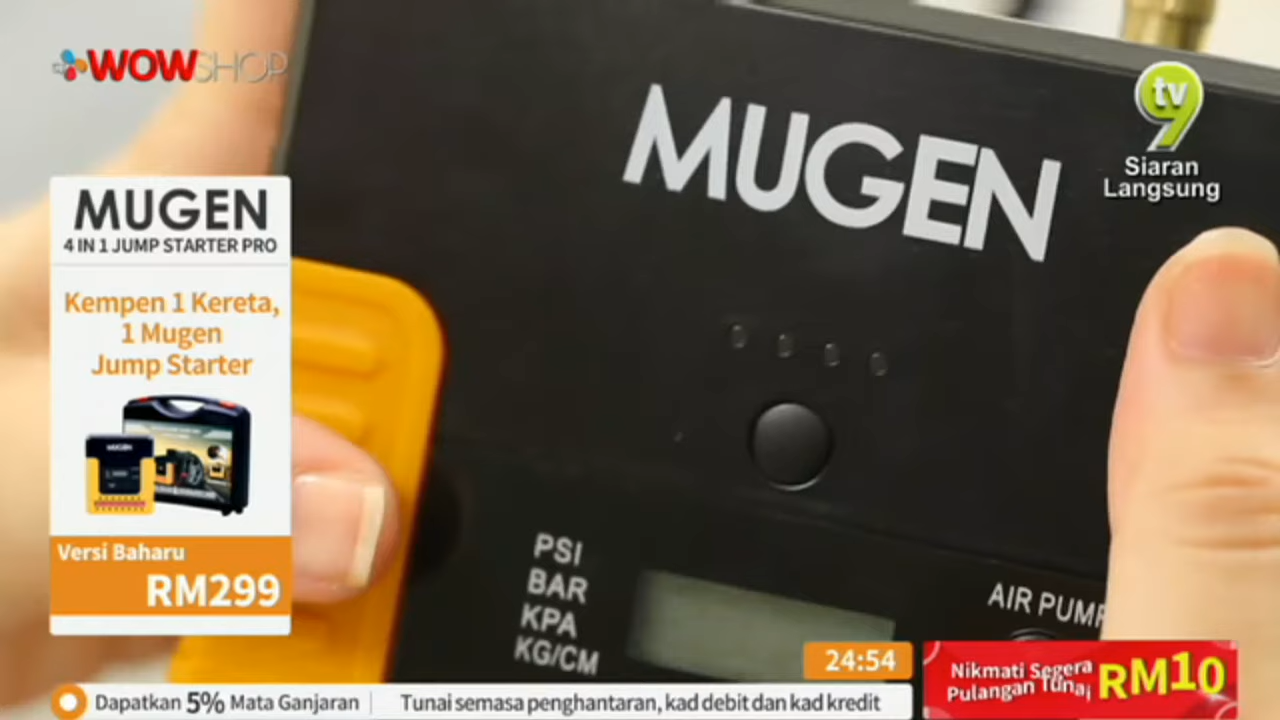 WOWSHOP
tv9
Siaran
Langsung
MUGEN
4 IN 1 JUMP STARTER PRO
Kempen 1 Kereta,
1 Mugen
Jump Starter
MUGEN
Versi Baharu
RM299
MUGEN
PSI
BAR
KPA
KG/CM
AIR PUMP
24:54
Nikmati Segera
Pulangan Tunai
RM10
Dapatkan 5% Mata Ganjaran
Tunai semasa penghantaran, kad debit dan kad kredit